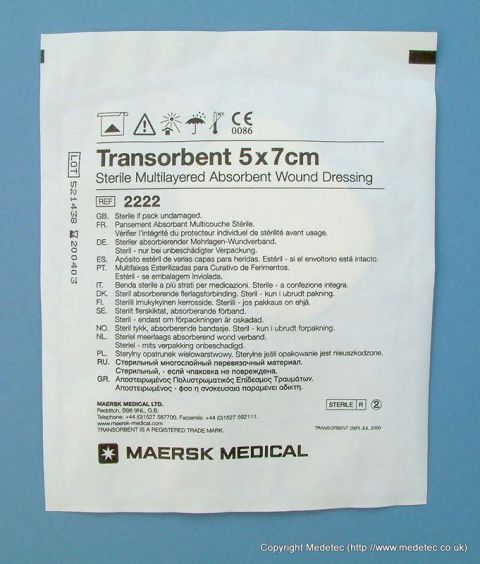 CE
0086
Transorbent 5x7cm
Sterile Multilayered Absorbent Wound Dressing
REF 2222
LOT 521438 200403
GB. Sterile if pack undamaged.
FR. Pansement Absorbant Multicouche Stérile.
Vérifier l'intégrité du protecteur individuel de stérilité avant usage.
DE. Steriler absorbierender Mehrlagen-Wundverband.
Steril - nur bei unbeschädigter Verpackung.
ES. Apósito estéril de varias capas para heridas. Estéril - si el envoltorio está intacto.
PT. Multifaixas Esterilizadas para Curativo de Ferimentos.
Estéril - se embalagem Inviolada.
IT. Benda sterile a più strati per medicazioni. Sterile - a confezione integra.
DK. Steril absorberende flerlagsforbinding. Steril - kun i ubrudt pakning.
FI. Steriili imukykyinen kerrosside. Steriili - jos pakkaus on ehjä.
SE. Sterilt flerskiktat, absorberande förband.
Steril - endast om förpackningen är oskadad.
NO. Steril tykk, absorberende bandasje. Steril - kun i ubrudt forpakning.
NL. Steriel meerlaags absorberend wond verband.
Steriel - mits verpakking onbeschadigd.
PL. Sterylny opatrunek wielowarstwowy. Sterylne jeśli opakowanie jest nieuszkodzone.
RU. Стерильный многослойный перевязочный материал.
Стерильный, - если упаковка не повреждена.
GR. Αποστειρωμένος Πολυστρωματικός Επίδεσμος Τραυμάτων.
Αποστειρωμένος - φσο η συσκευασια παραμενει αδικτη.
STERILE R 2
MAERSK MEDICAL LTD.
Redditch, B98 9NL, G.B.
Telephone: +44 (0)1527 587700, Facsimile: +44 (0)1527 592111.
www.maersk-medical.com
TRANSORBENT IS A REGISTERED TRADE MARK.
TRANSORBENT 05(P) JUL 2000
MAERSK MEDICAL
Copyright Medetec (http://www.medetec.co.uk)